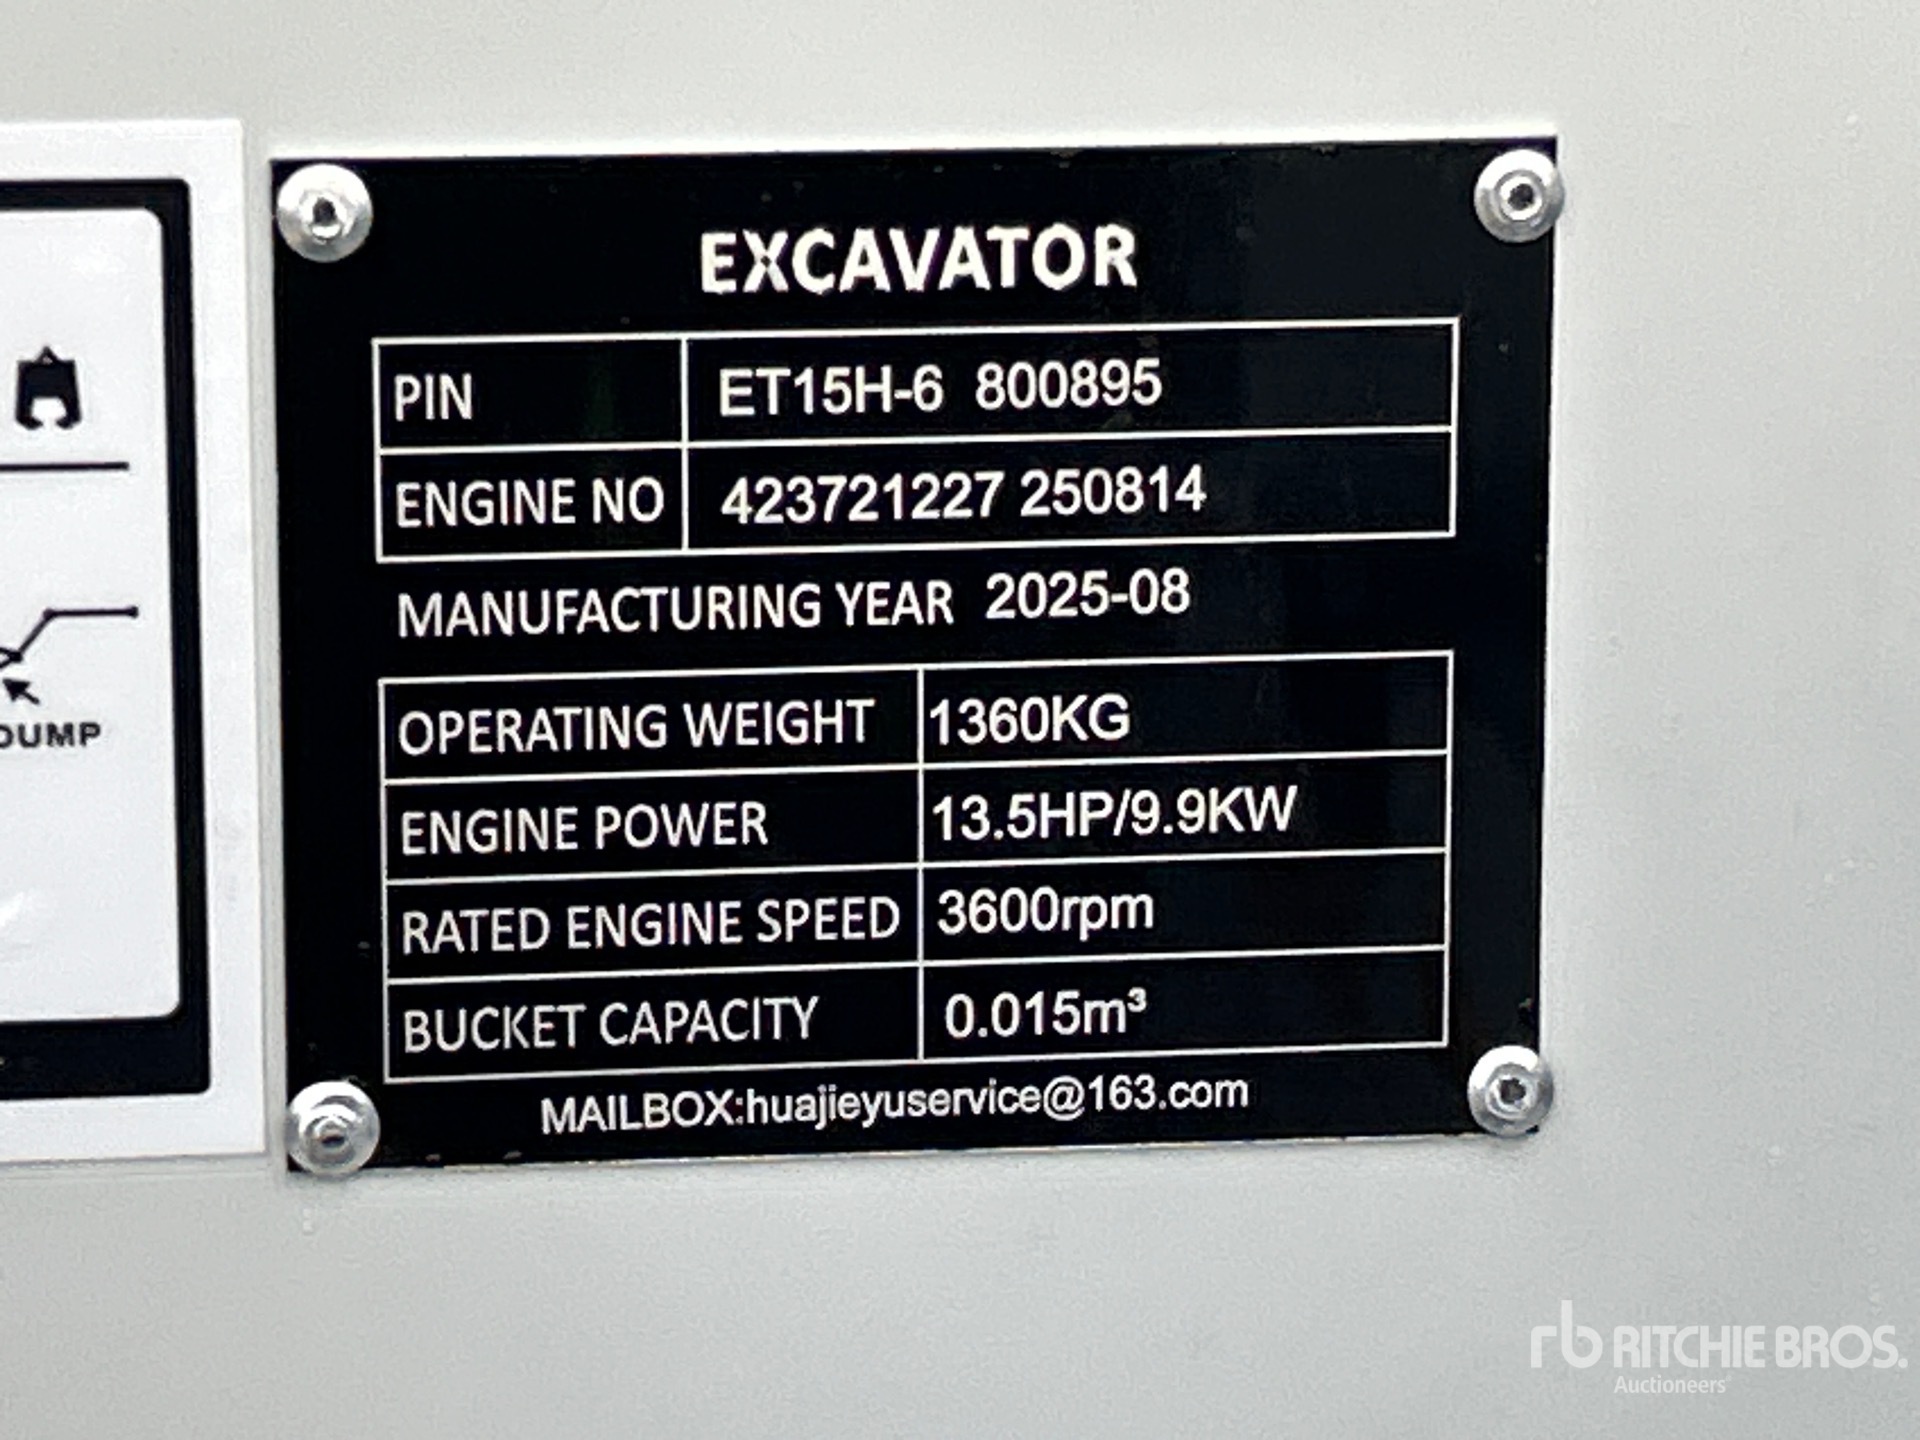 EXCAVATOR
PIN ET15H-6 800895
ENGINE NO 423721227 250814
MANUFACTURING YEAR 2025-08
OPERATING WEIGHT 1360KG
ENGINE POWER 13.5HP/9.9KW
RATED ENGINE SPEED 3600rpm
BUCKET CAPACITY 0.015m³
MAILBOX:huajieyuservice@163.com
DUMP
rb RITCHIE BROS.
Auctioneers